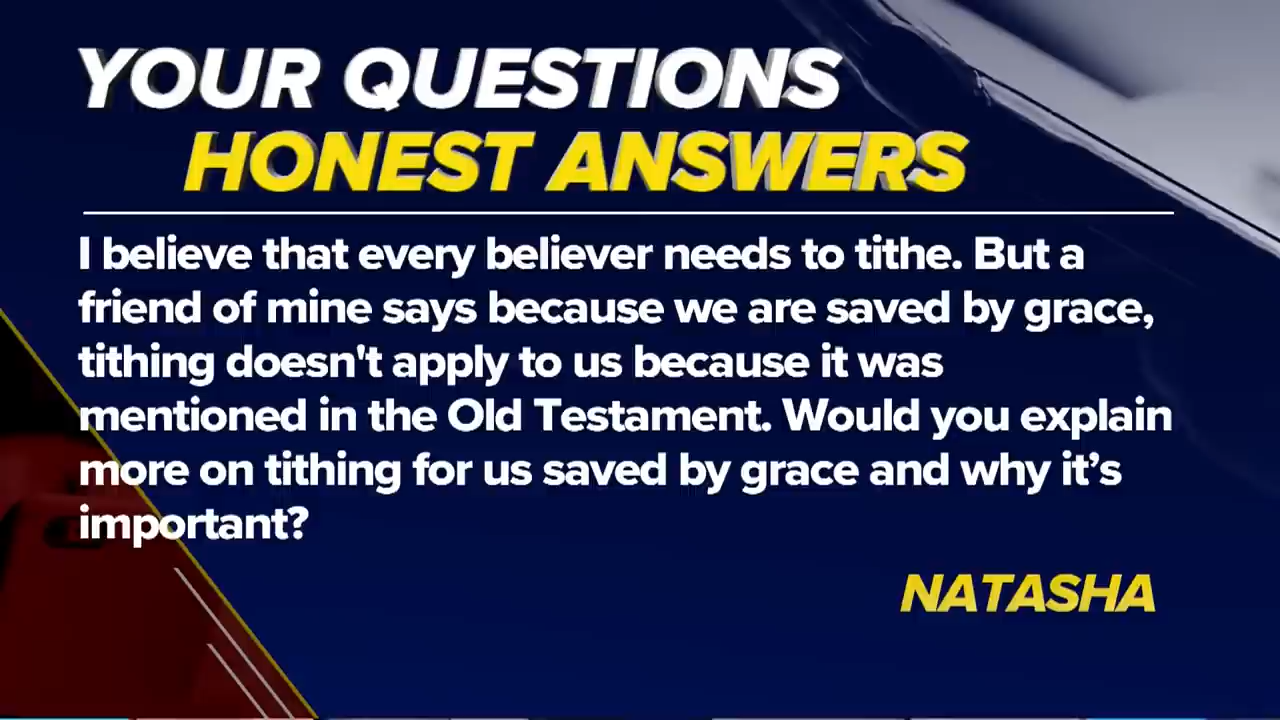 YOUR QUESTIONS
HONEST ANSWERS
I believe that every believer needs to tithe. But a
friend of mine says because we are saved by grace,
tithing doesn't apply to us because it was
mentioned in the Old Testament. Would you explain
more on tithing for us saved by grace and why it’s
important?
NATASHA